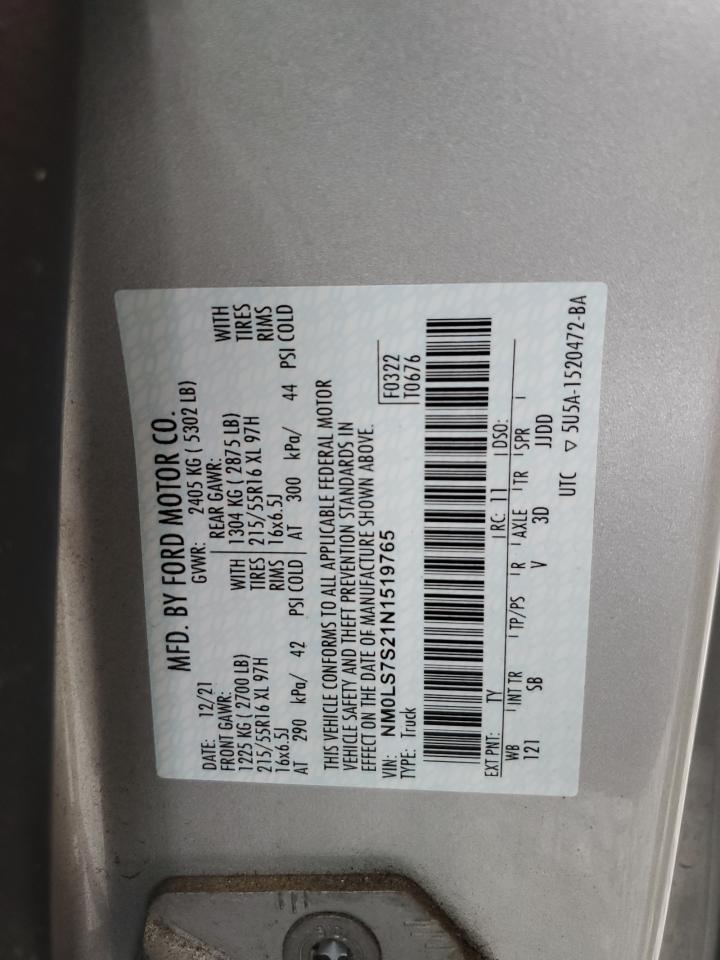 MFD. BY FORD MOTOR CO.
DATE: 12/21 GVWR: 2405 KG ( 5302 LB)
FRONT GAWR: REAR GAWR:
1225 KG ( 2700 LB) WITH 1304 KG ( 2875 LB) WITH
215/55R16 XL 97H TIRES 215/55R16 XL 97H TIRES
16x6.5J RIMS 16x6.5J RIMS
AT 290 kPa/ 42 PSI COLD AT 300 kPa/ 44 PSI COLD
THIS VEHICLE CONFORMS TO ALL APPLICABLE FEDERAL MOTOR
VEHICLE SAFETY AND THEFT PREVENTION STANDARDS IN
EFFECT ON THE DATE OF MANUFACTURE SHOWN ABOVE.
VIN: NM0LS7S21N1519765 F0322
TYPE: Truck T0676
EXT PNT: TY RC: 11 DSO:
WB INT TR TP/PS R AXLE TR SPR
121 SB V 3D JJDD
UTC ▽ 5U5A-1520472-BA